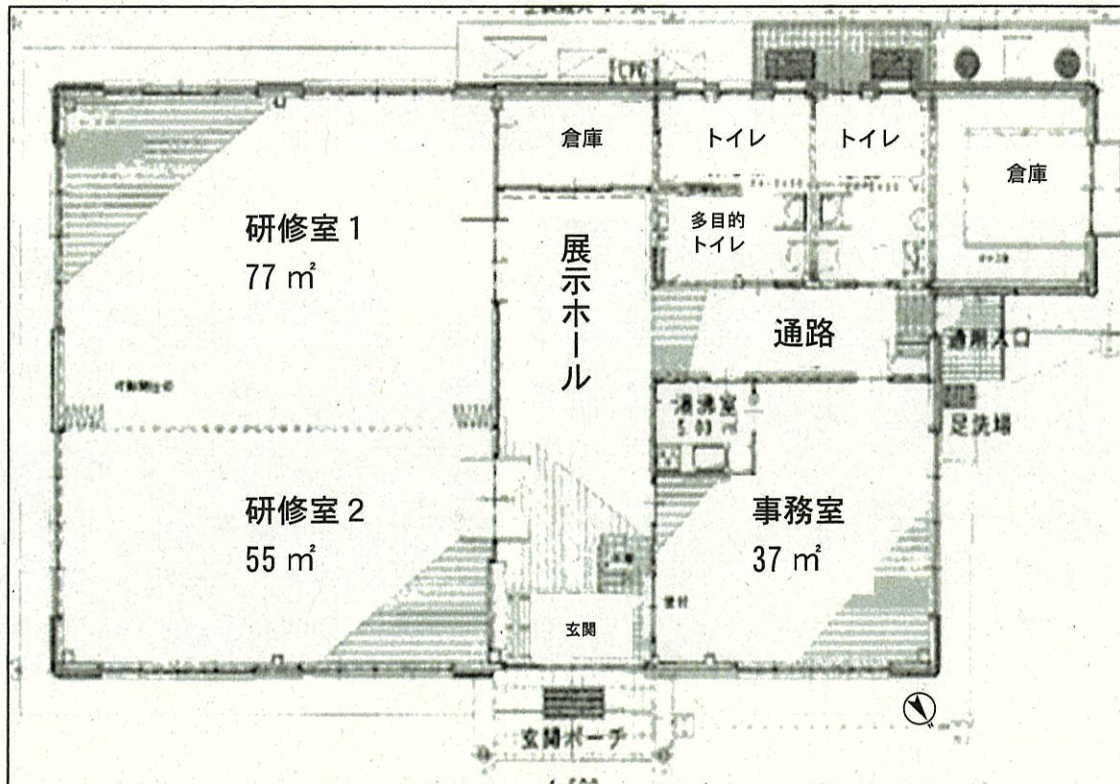 倉庫
トイレ
トイレ
倉庫
研修室1
77 ㎡
多目的
トイレ
展示ホール
通路
通用入口
湯沸室
5.03 ㎡
足洗場
研修室2
55 ㎡
事務室
37 ㎡
玄関
玄関ポーチ